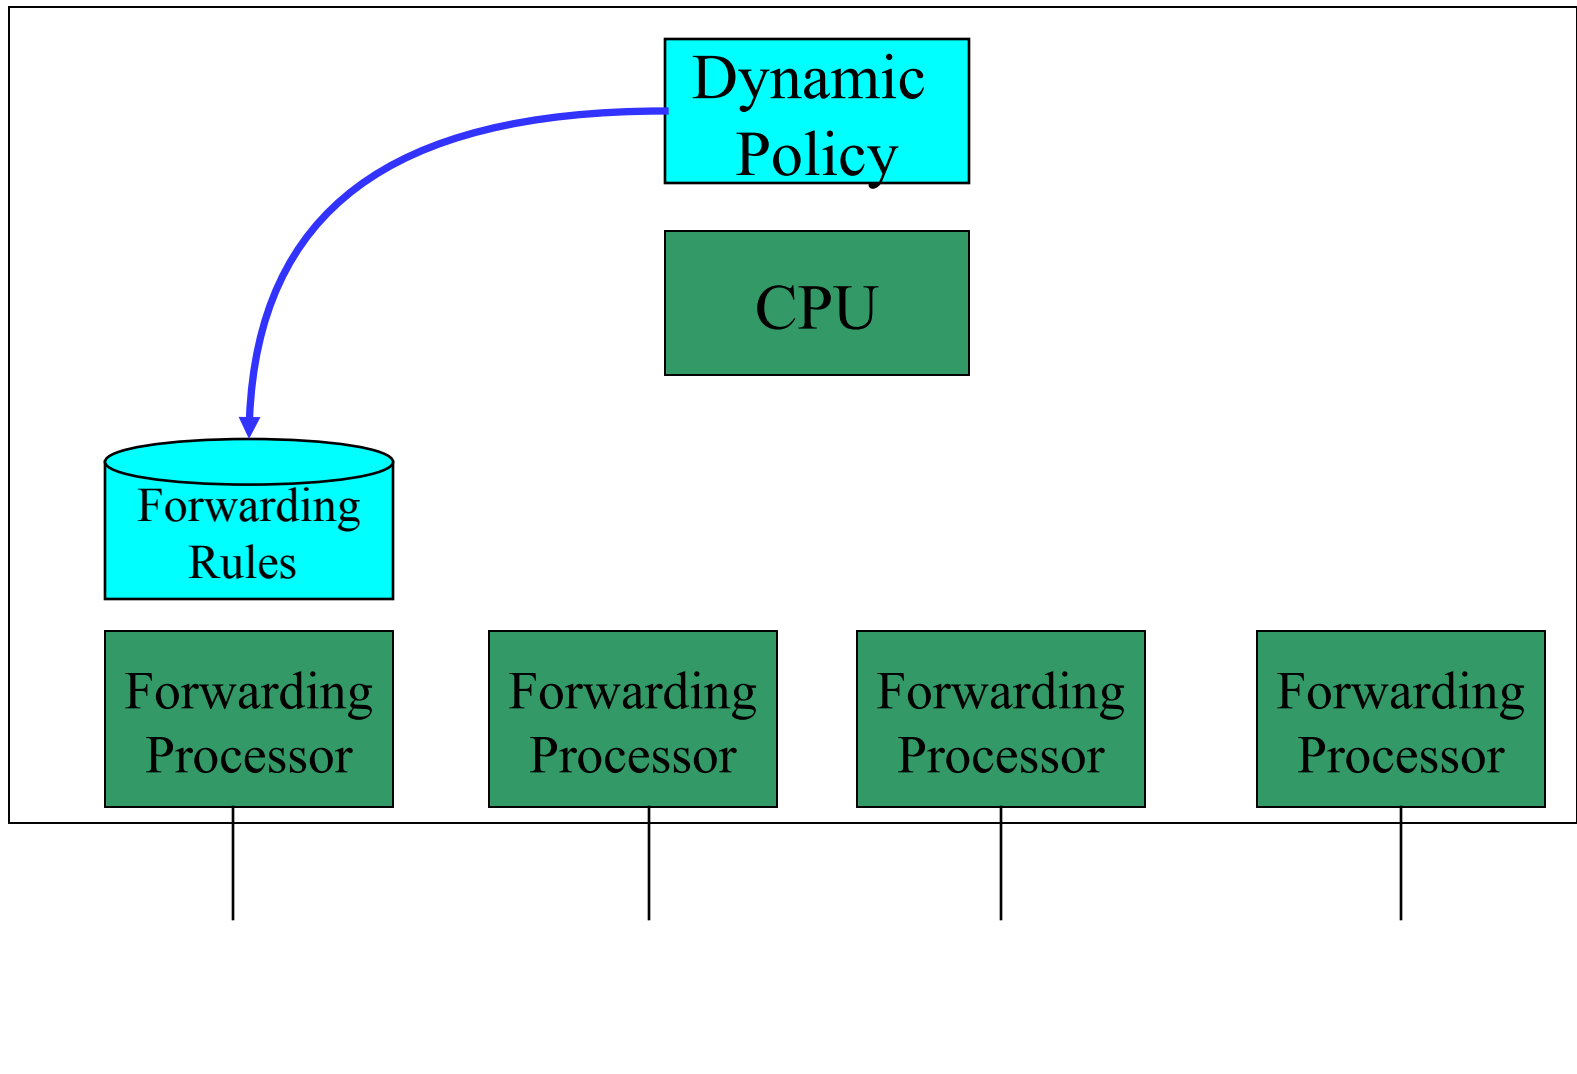 Dynamic
Policy
CPU
Forwarding
Rules
Forwarding
Processor
Forwarding
Processor
Forwarding
Processor
Forwarding
Processor